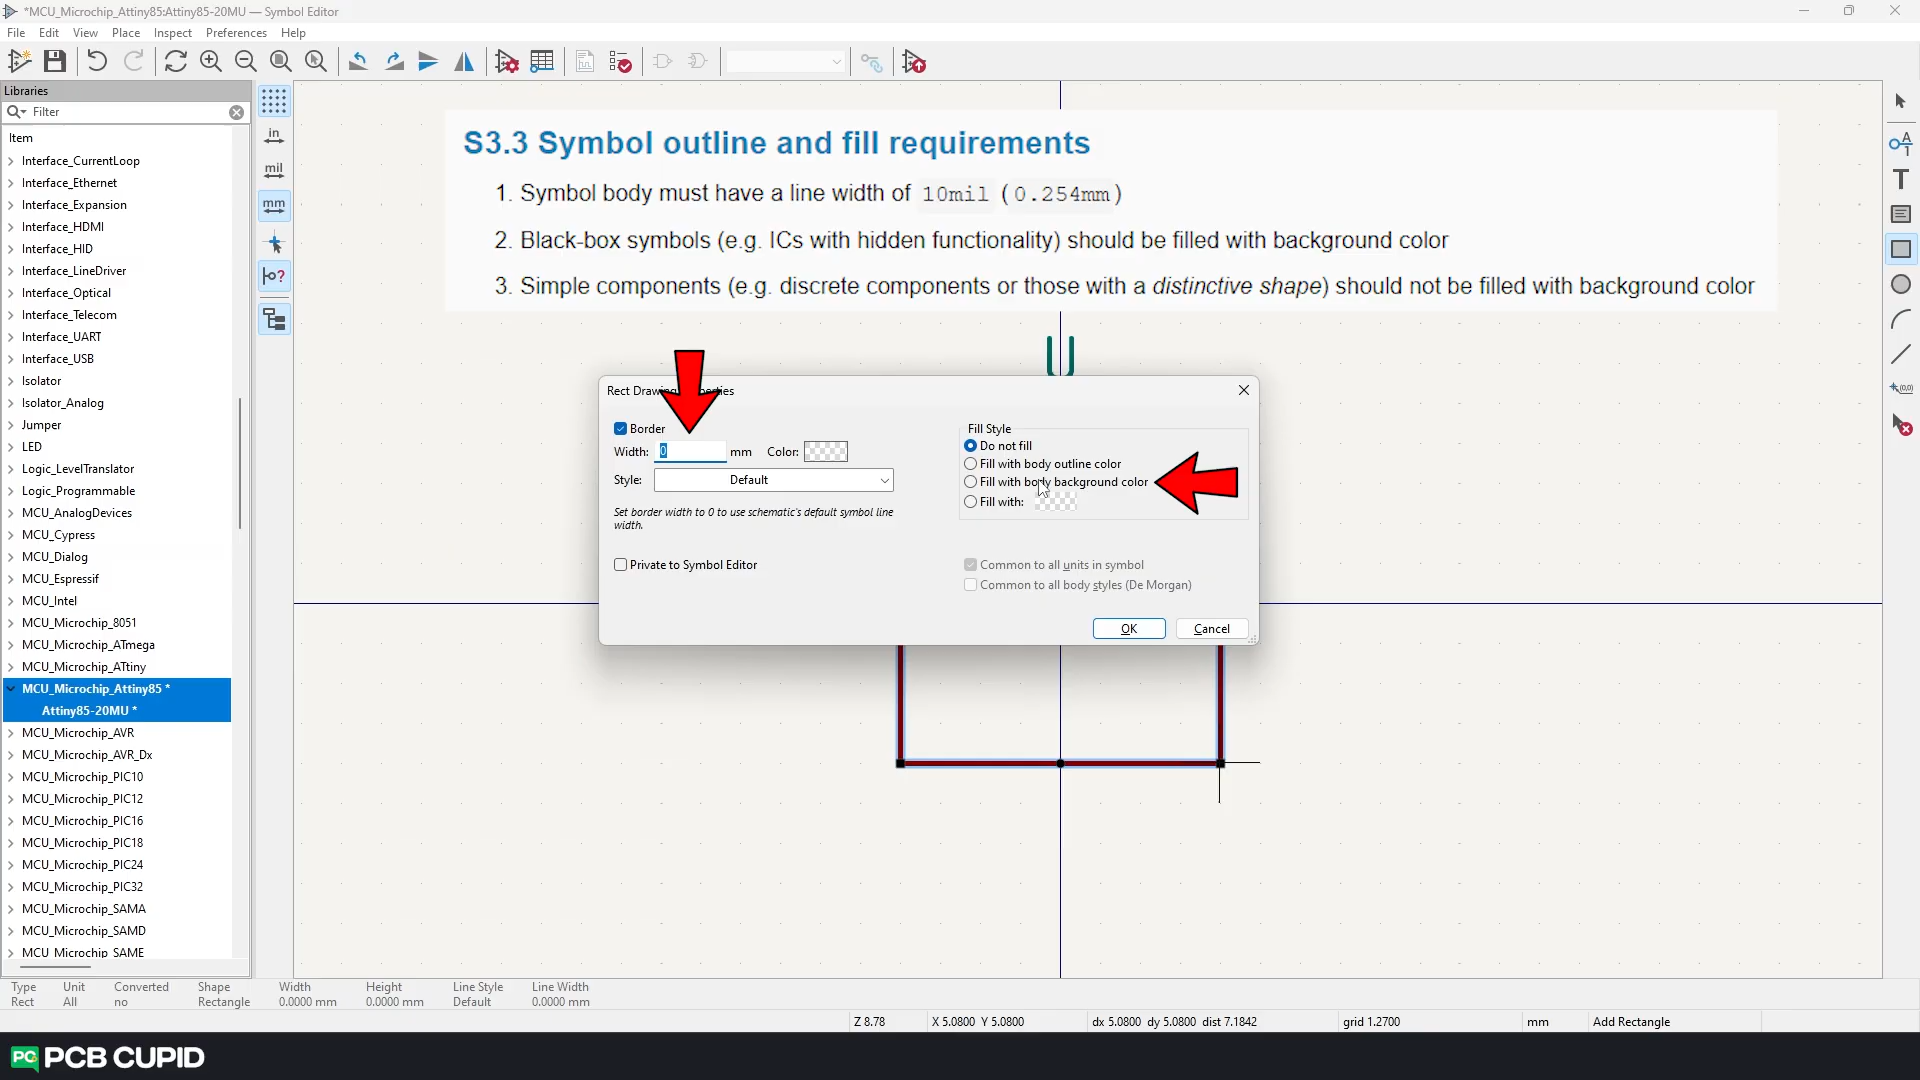 *MCU_Microchip_Attiny85:Attiny85-20MU — Symbol Editor
File Edit View Place Inspect Preferences Help
Libraries
Filter
Item
Interface_CurrentLoop
Interface_Ethernet
Interface_Expansion
Interface_HDMI
Interface_HID
Interface_LineDriver
Interface_Optical
Interface_Telecom
Interface_UART
Interface_USB
Isolator
Isolator_Analog
Jumper
LED
Logic_LevelTranslator
Logic_Programmable
MCU_AnalogDevices
MCU_Cypress
MCU_Dialog
MCU_Espressif
MCU_Intel
MCU_Microchip_8051
MCU_Microchip_ATmega
MCU_Microchip_ATtiny
MCU_Microchip_Attiny85 *
Attiny85-20MU *
MCU_Microchip_AVR
MCU_Microchip_AVR_Dx
MCU_Microchip_PIC10
MCU_Microchip_PIC12
MCU_Microchip_PIC16
MCU_Microchip_PIC18
MCU_Microchip_PIC24
MCU_Microchip_PIC32
MCU_Microchip_SAMA
MCU_Microchip_SAMD
MCU_Microchip_SAME
in
mil
mm
S3.3 Symbol outline and fill requirements
1. Symbol body must have a line width of 10mil (0.254mm)
2. Black-box symbols (e.g. ICs with hidden functionality) should be filled with background color
3. Simple components (e.g. discrete components or those with a distinctive shape) should not be filled with background color
U
Rect Drawing Properties
Border
Width: 0 mm Color:
Style: Default
Set border width to 0 to use schematic's default symbol line
width.
Private to Symbol Editor
Fill Style
Do not fill
Fill with body outline color
Fill with body background color
Fill with:
Common to all units in symbol
Common to all body styles (De Morgan)
OK Cancel
A
1
T
(0,0)
Type Unit Converted Shape Width Height Line Style Line Width
Rect All no Rectangle 0.0000 mm 0.0000 mm Default 0.0000 mm
Z 8.78 X 5.0800 Y 5.0800 dx 5.0800 dy 5.0800 dist 7.1842 grid 1.2700 mm Add Rectangle
PCB CUPID